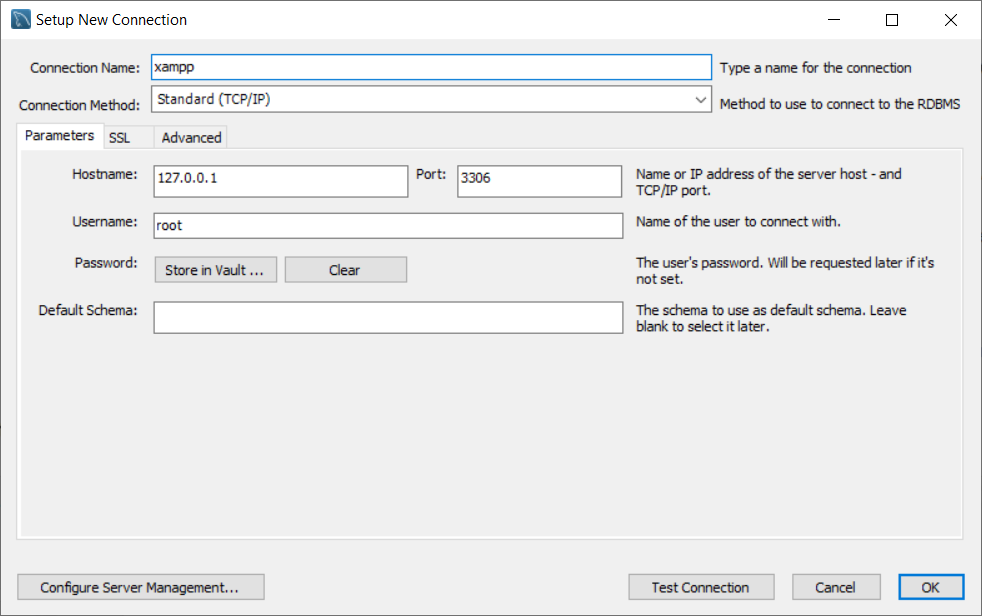 Setup New Connection
Connection Name: xampp Type a name for the connection
Connection Method: Standard (TCP/IP) Method to use to connect to the RDBMS
Parameters SSL Advanced
Hostname: 127.0.0.1 Port: 3306 Name or IP address of the server host - and
TCP/IP port.
Username: root Name of the user to connect with.
Password: Store in Vault ... Clear The user's password. Will be requested later if it's
not set.
Default Schema: The schema to use as default schema. Leave
blank to select it later.
Configure Server Management... Test Connection Cancel OK